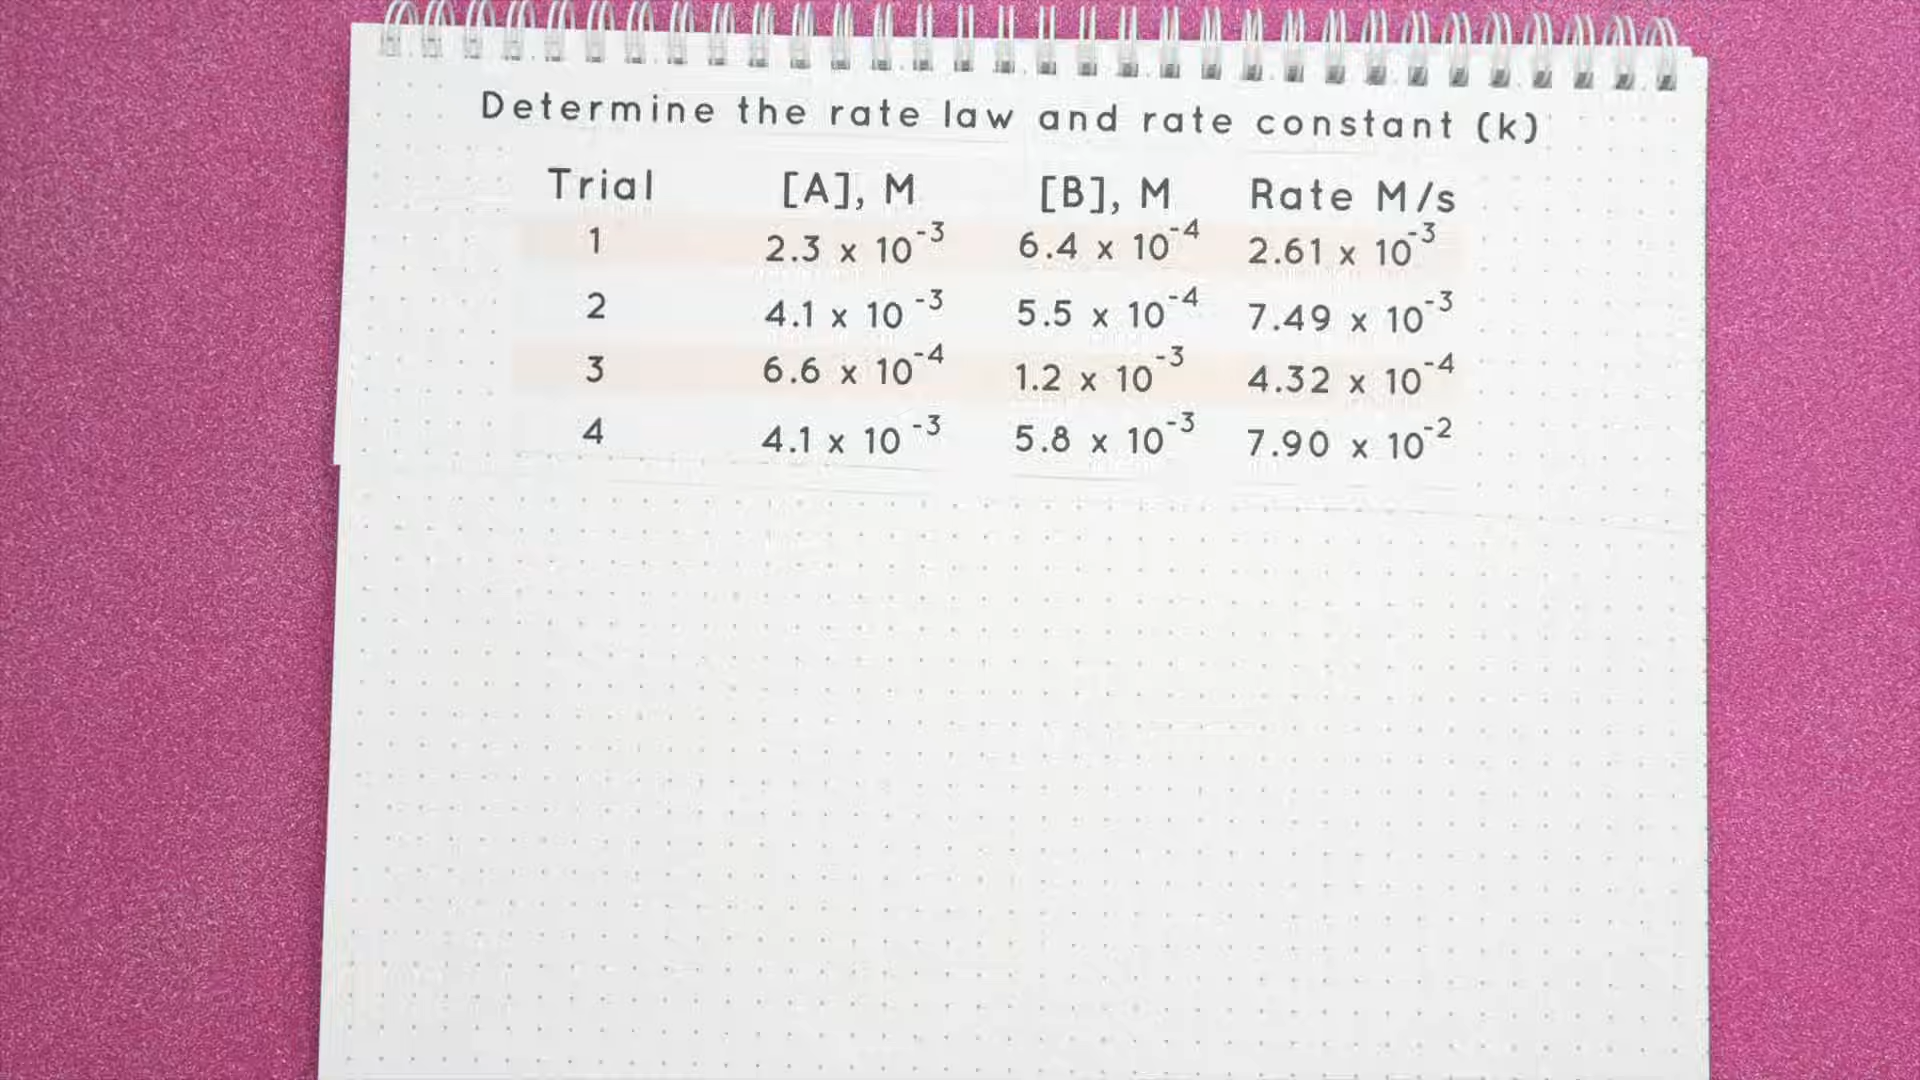 Determine the rate law and rate constant (k)
Trial [A], M [B], M Rate M/s
1 2.3 x 10⁻³ 6.4 x 10⁻⁴ 2.61 x 10⁻³
2 4.1 x 10⁻³ 5.5 x 10⁻⁴ 7.49 x 10⁻³
3 6.6 x 10⁻⁴ 1.2 x 10⁻³ 4.32 x 10⁻⁴
4 4.1 x 10⁻³ 5.8 x 10⁻³ 7.90 x 10⁻²